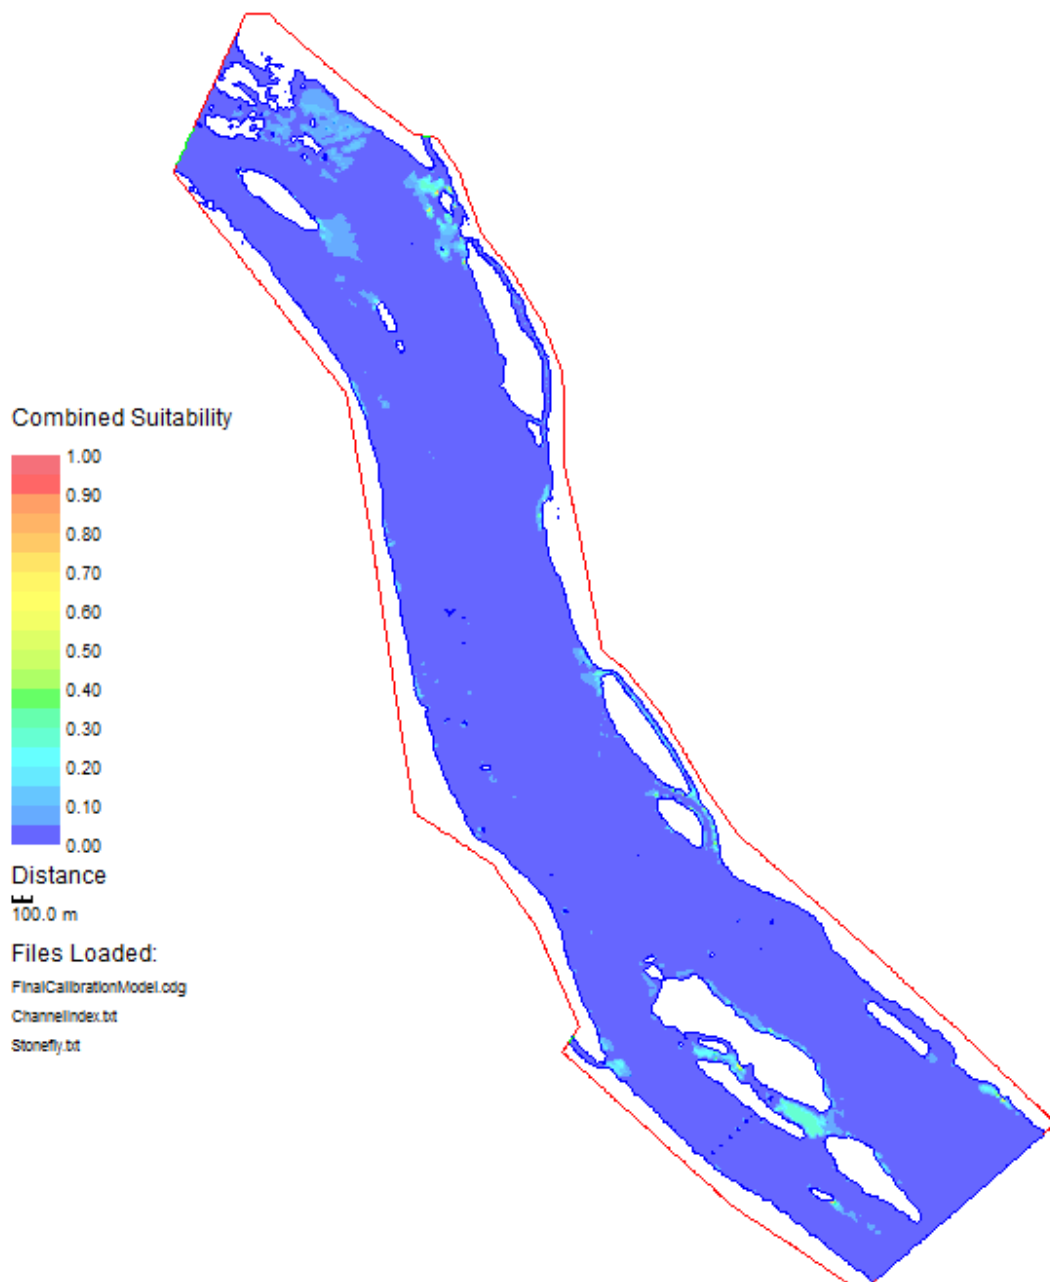 Combined Suitability
1.00
0.90
0.80
0.70
0.60
0.50
0.40
0.30
0.20
0.10
0.00
Distance
100.0 m
Files Loaded:
FinalCalibrationModel.cdg
ChannelIndex.txt
Stonefly.txt